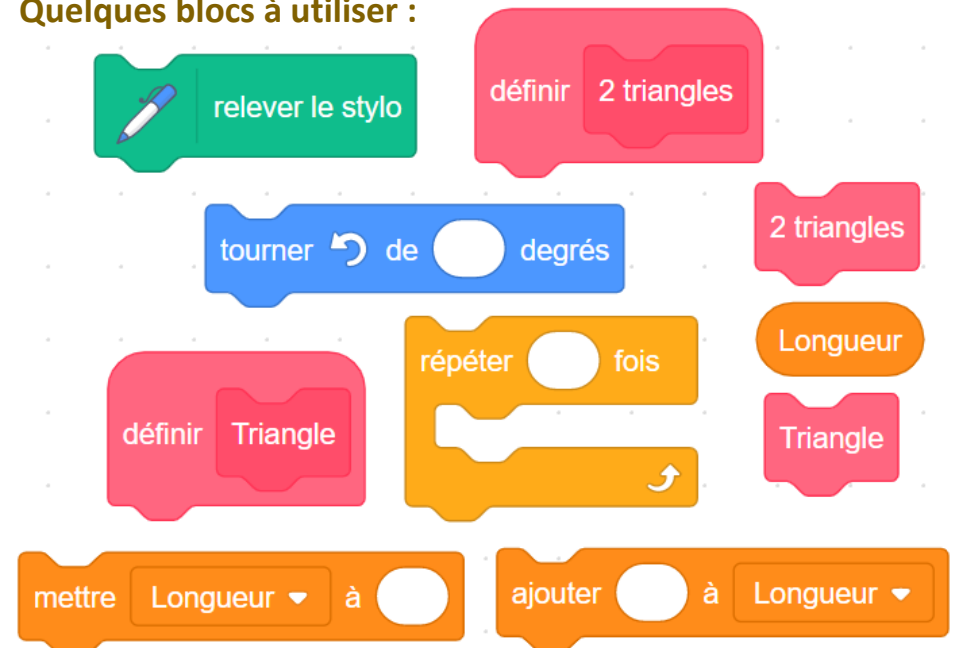 Quelques blocs à utiliser :
relever le stylo
définir 2 triangles
tourner de degrés
2 triangles
répéter fois
Longueur
définir Triangle
Triangle
mettre Longueur à
ajouter à Longueur